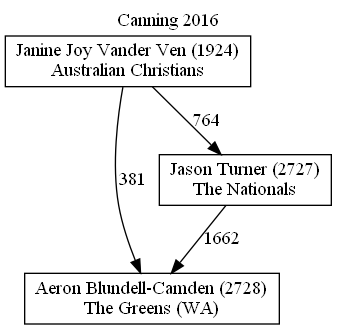 Canning 2016
Janine Joy Vander Ven (1924)
Australian Christians
764
Jason Turner (2727)
The Nationals
381
1662
Aeron Blundell-Camden (2728)
The Greens (WA)